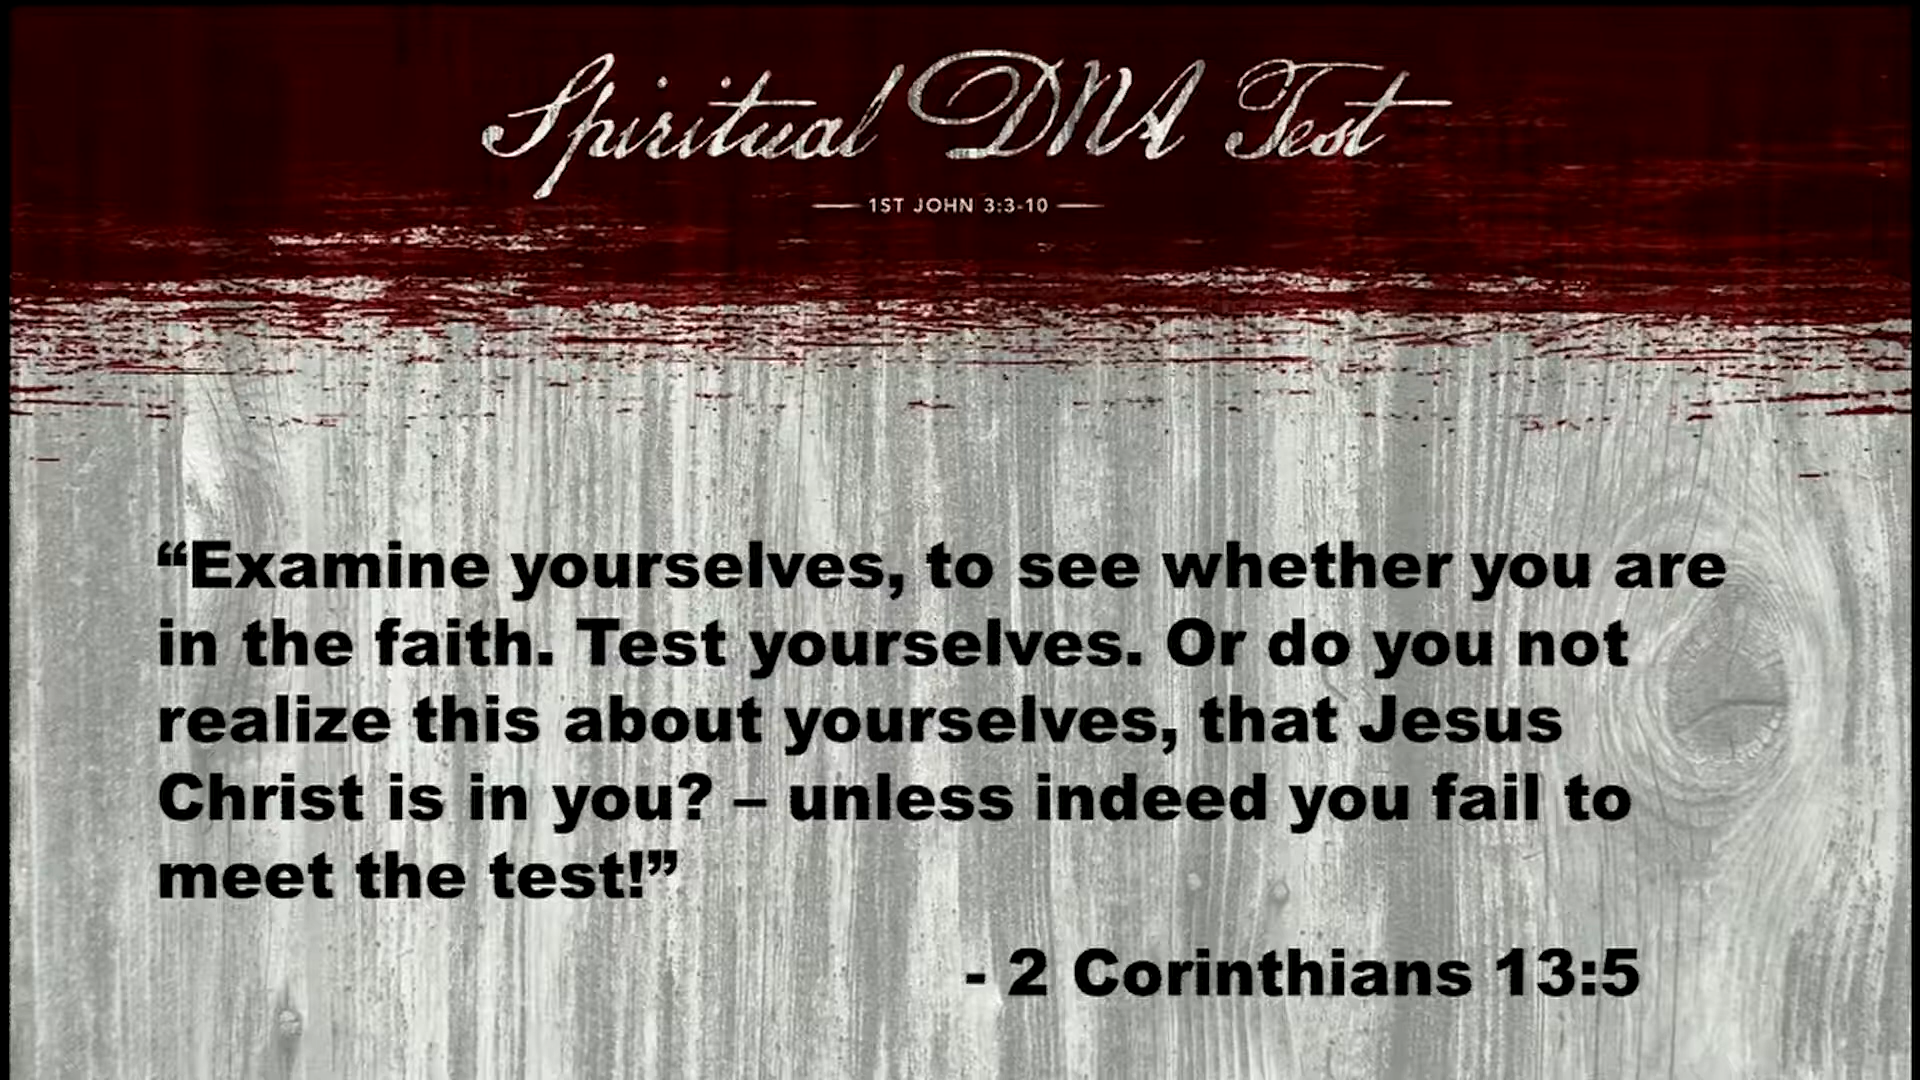 Spiritual DNA Test
1ST JOHN 3:3-10
“Examine yourselves, to see whether you are
in the faith. Test yourselves. Or do you not
realize this about yourselves, that Jesus
Christ is in you? – unless indeed you fail to
meet the test!”
- 2 Corinthians 13:5